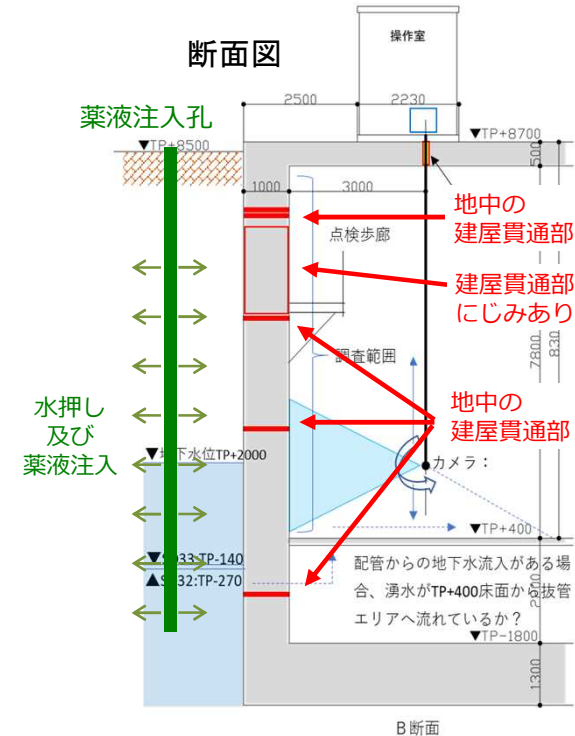 断面図
操作室
2500
2230
薬液注入孔
▼TP+8500
▼TP+8700
500
1000
3000
地中の
建屋貫通部
点検歩廊
建屋貫通部
にじみあり
調査範囲
7800
830
水押し
及び
薬液注入
地中の
建屋貫通部
▼地下水位TP+2000
カメラ：
▼TP+400
033:TP-140
32:TP-270
配管からの地下水流入がある場
合、湧水がTP+400床面から抜管
エリアへ流れているか？
▼TP-1800
1300
B断面